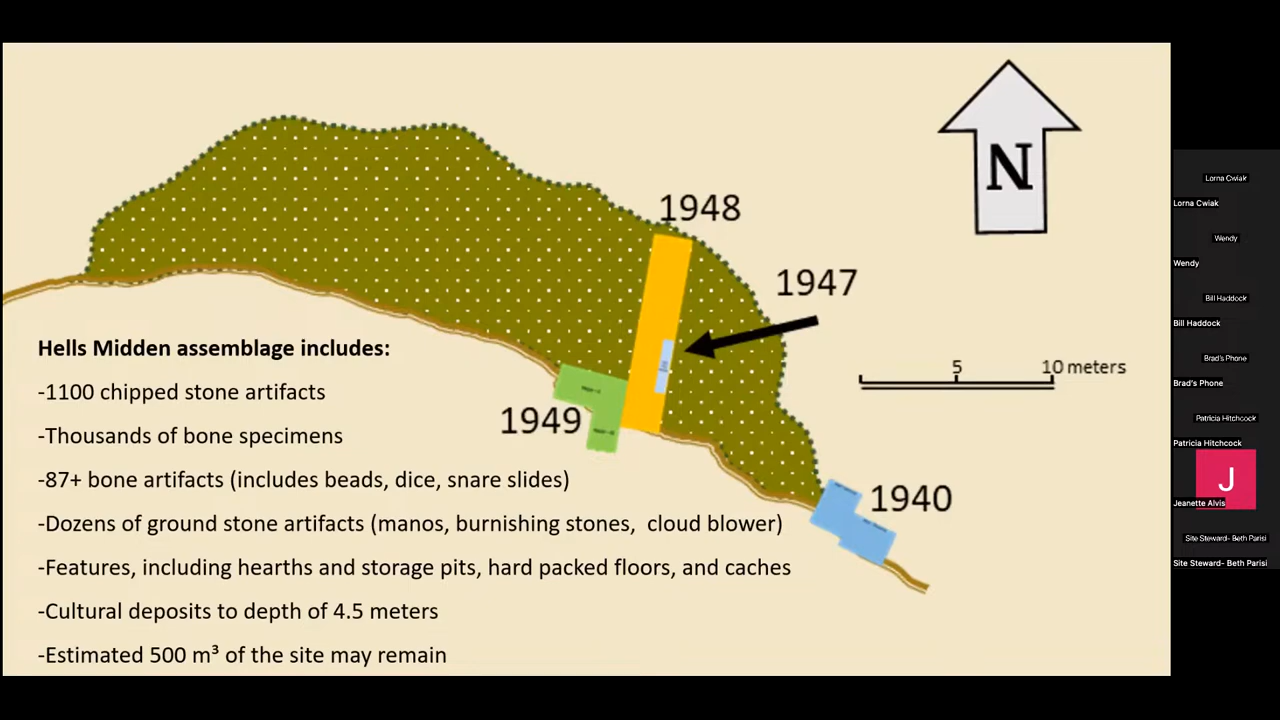 N
1948
1947
5
10 meters
1949
1940
Hells Midden assemblage includes:
-1100 chipped stone artifacts
-Thousands of bone specimens
-87+ bone artifacts (includes beads, dice, snare slides)
-Dozens of ground stone artifacts (manos, burnishing stones, cloud blower)
-Features, including hearths and storage pits, hard packed floors, and caches
-Cultural deposits to depth of 4.5 meters
-Estimated 500 m³ of the site may remain
Lorna Cwiak
Lorna Cwiak
Wendy
Wendy
Bill Haddock
Bill Haddock
Brad's Phone
Brad's Phone
Patricia Hitchcock
Patricia Hitchcock
J
Jeanette Alvis
Site Steward- Beth Parisi
Site Steward- Beth Parisi